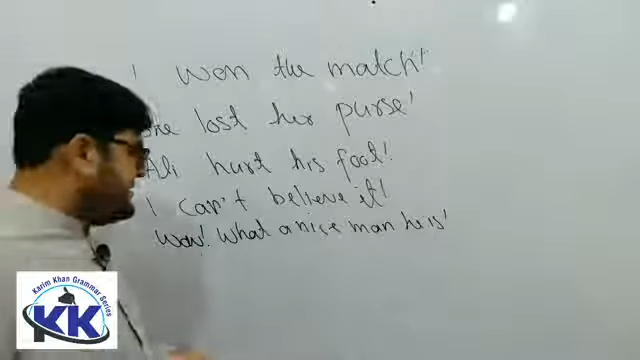 I won the match!
She lost her purse!
Ali hurt his foot!
I can't believe it!
Wow! What a nice man he is!
Karim Khan Grammar Series
KK